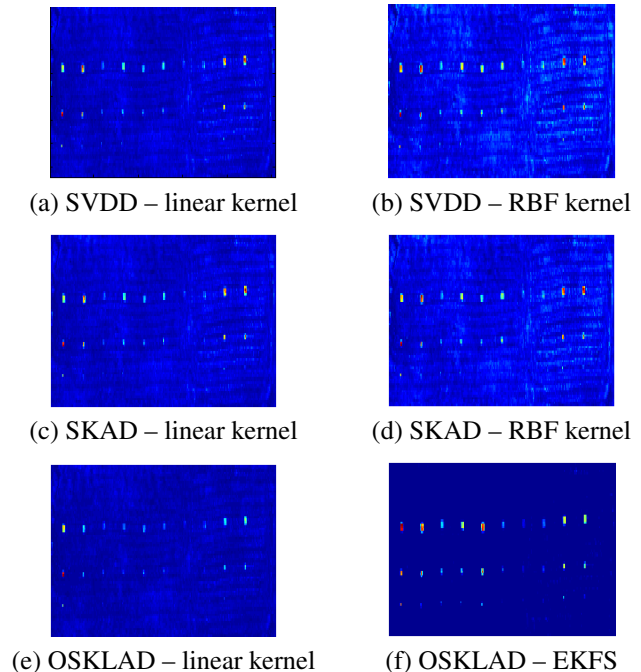 (a) SVDD – linear kernel
(b) SVDD – RBF kernel
(c) SKAD – linear kernel
(d) SKAD – RBF kernel
(e) OSKLAD – linear kernel
(f) OSKLAD – EKFS